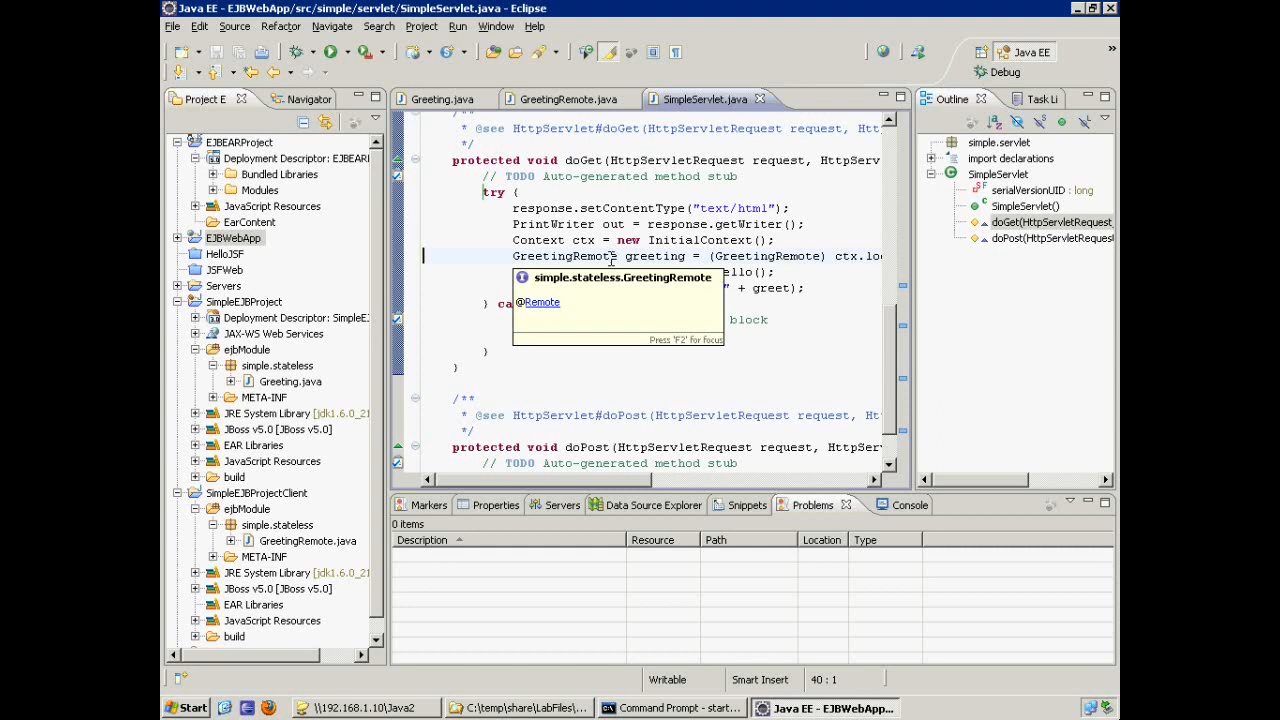 Java EE - EJBWebApp/src/simple/servlet/SimpleServlet.java - Eclipse
File Edit Source Refactor Navigate Search Project Run Window Help
Java EE
Debug
Project E
Navigator
EJBEARProject
Deployment Descriptor: EJBEARI
Bundled Libraries
Modules
JavaScript Resources
EarContent
EJBWebApp
HelloJSF
JSFWeb
Servers
SimpleEJBProject
Deployment Descriptor: SimpleE
JAX-WS Web Services
ejbModule
simple.stateless
Greeting.java
META-INF
JRE System Library [jdk1.6.0_21
JBoss v5.0 [JBoss v5.0]
EAR Libraries
JavaScript Resources
build
SimpleEJBProjectClient
ejbModule
simple.stateless
GreetingRemote.java
META-INF
JRE System Library [jdk1.6.0_21
JBoss v5.0 [JBoss v5.0]
EAR Libraries
JavaScript Resources
build
Greeting.java
GreetingRemote.java
SimpleServlet.java
/**
* @see HttpServlet#doGet(HttpServletRequest request, Htt
*/
protected void doGet(HttpServletRequest request, HttpServ
// TODO Auto-generated method stub
try {
response.setContentType("text/html");
PrintWriter out = response.getWriter();
Context ctx = new InitialContext();
GreetingRemote greeting = (GreetingRemote) ctx.loo
ello();
" + greet);
} ca
block
}
}
/**
* @see HttpServlet#doPost(HttpServletRequest request, Ht
*/
protected void doPost(HttpServletRequest request, HttpSer
// TODO Auto-generated method stub
simple.stateless.GreetingRemote
@Remote
Press 'F2' for focus
Outline
Task Li
simple.servlet
import declarations
SimpleServlet
serialVersionUID : long
SimpleServlet()
doGet(HttpServletRequest
doPost(HttpServletRequest
Markers
Properties
Servers
Data Source Explorer
Snippets
Problems
Console
0 items
Description Resource Path Location Type
Writable
Smart Insert
40 : 1
Start
\\192.168.1.10\Java2
C:\temp\share\LabFiles\...
Command Prompt - start...
Java EE - EJBWebApp...